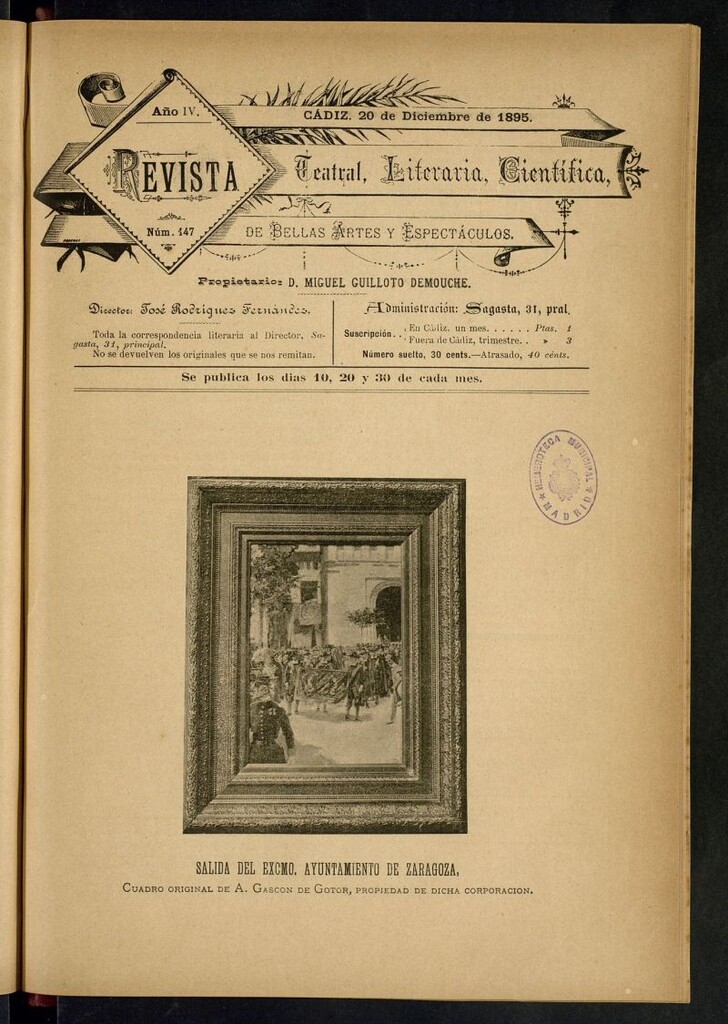 Año IV.
CÁDIZ, 20 de Diciembre de 1895.
REVISTA
Teatral, Literaria, Científica,
Núm. 147
DE BELLAS ARTES Y ESPECTÁCULOS.
Propietario: D. MIGUEL GUILLOTO DEMOUCHE.
Director: José Rodríguez Fernández.
Toda la correspondencia literaria al Director, Sa-
gasta, 31, principal.
No se devuelven los originales que se nos remitan.
Administración: Sagasta, 31, pral.
Suscripción. . { En Cádiz, un mes. . . . . . Ptas. 1
Fuera de Cádiz, trimestre. . » 3
Número suelto, 30 cents.—Atrasado, 40 cénts.
Se publica los dias 10, 20 y 30 de cada mes.
HEMEROTECA MUNICIPAL
MADRID
SALIDA DEL EXCMO. AYUNTAMIENTO DE ZARAGOZA,
CUADRO ORIGINAL DE A. GASCON DE GOTOR, PROPIEDAD DE DICHA CORPORACION.